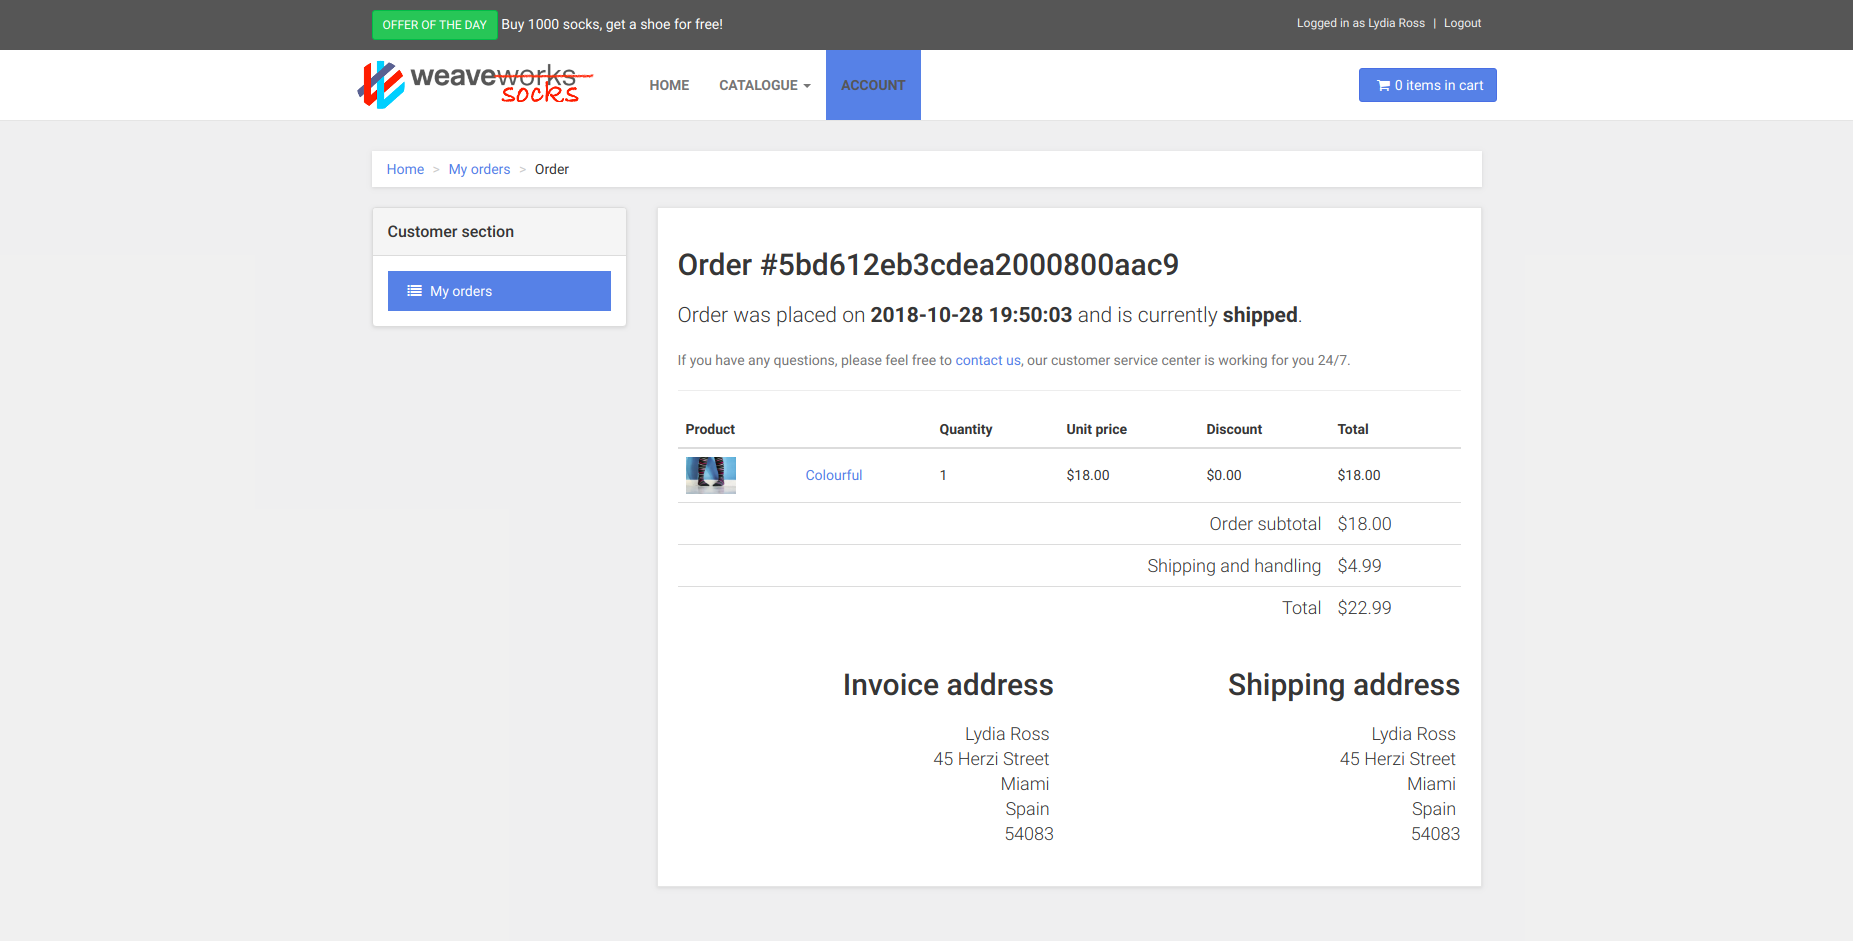 OFFER OF THE DAY Buy 1000 socks, get a shoe for free!
Logged in as Lydia Ross | Logout
weaveworks
socks
HOME CATALOGUE ACCOUNT
0 items in cart
Home > My orders > Order
Customer section
My orders
Order #5bd612eb3cdea2000800aac9
Order was placed on 2018-10-28 19:50:03 and is currently shipped.
If you have any questions, please feel free to contact us, our customer service center is working for you 24/7.
Product Quantity Unit price Discount Total
Colourful 1 $18.00 $0.00 $18.00
Order subtotal $18.00
Shipping and handling $4.99
Total $22.99
Invoice address
Lydia Ross
45 Herzi Street
Miami
Spain
54083
Shipping address
Lydia Ross
45 Herzi Street
Miami
Spain
54083